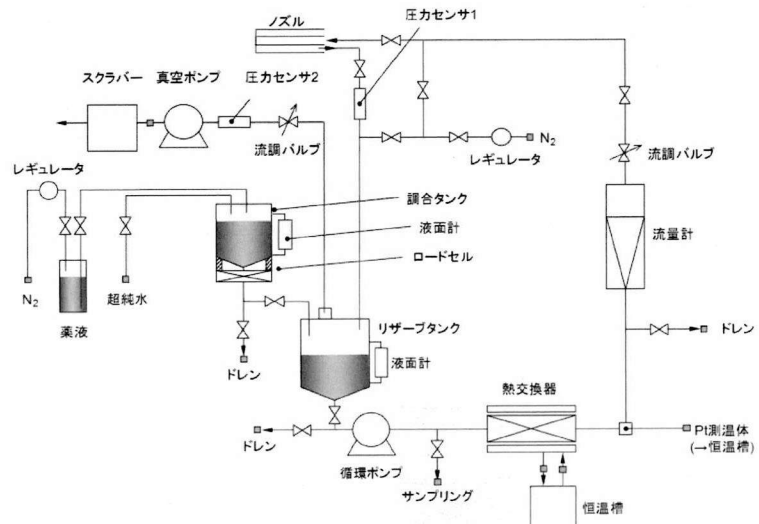 ノズル
圧力センサ1
スクラバー
真空ポンプ
圧力センサ2
流調バルブ
N2
レギュレータ
流調バルブ
レギュレータ
調合タンク
液面計
流量計
ロードセル
N2
薬液
超純水
ドレン
リザーブタンク
液面計
ドレン
熱交換器
ドレン
循環ポンプ
サンプリング
Pt測温体
(→恒温槽)
恒温槽